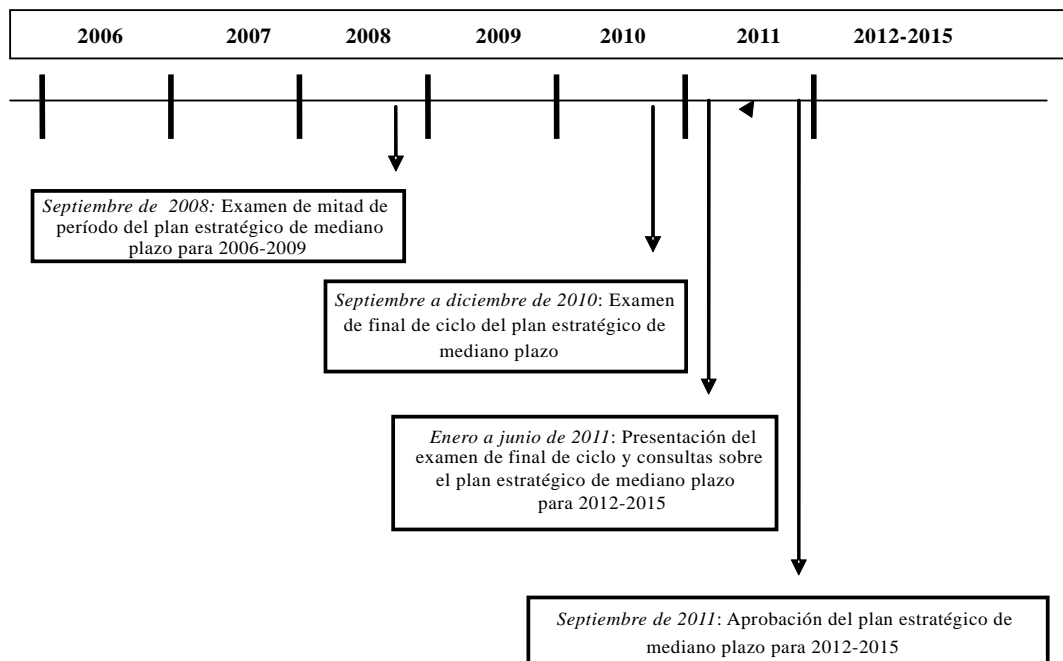 2006 2007 2008 2009 2010 2011 2012-2015
Septiembre de 2008: Examen de mitad de
período del plan estratégico de mediano
plazo para 2006-2009
Septiembre a diciembre de 2010: Examen
de final de ciclo del plan estratégico de
mediano plazo
Enero a junio de 2011: Presentación del
examen de final de ciclo y consultas sobre
el plan estratégico de mediano plazo
para 2012-2015
Septiembre de 2011: Aprobación del plan estratégico de
mediano plazo para 2012-2015